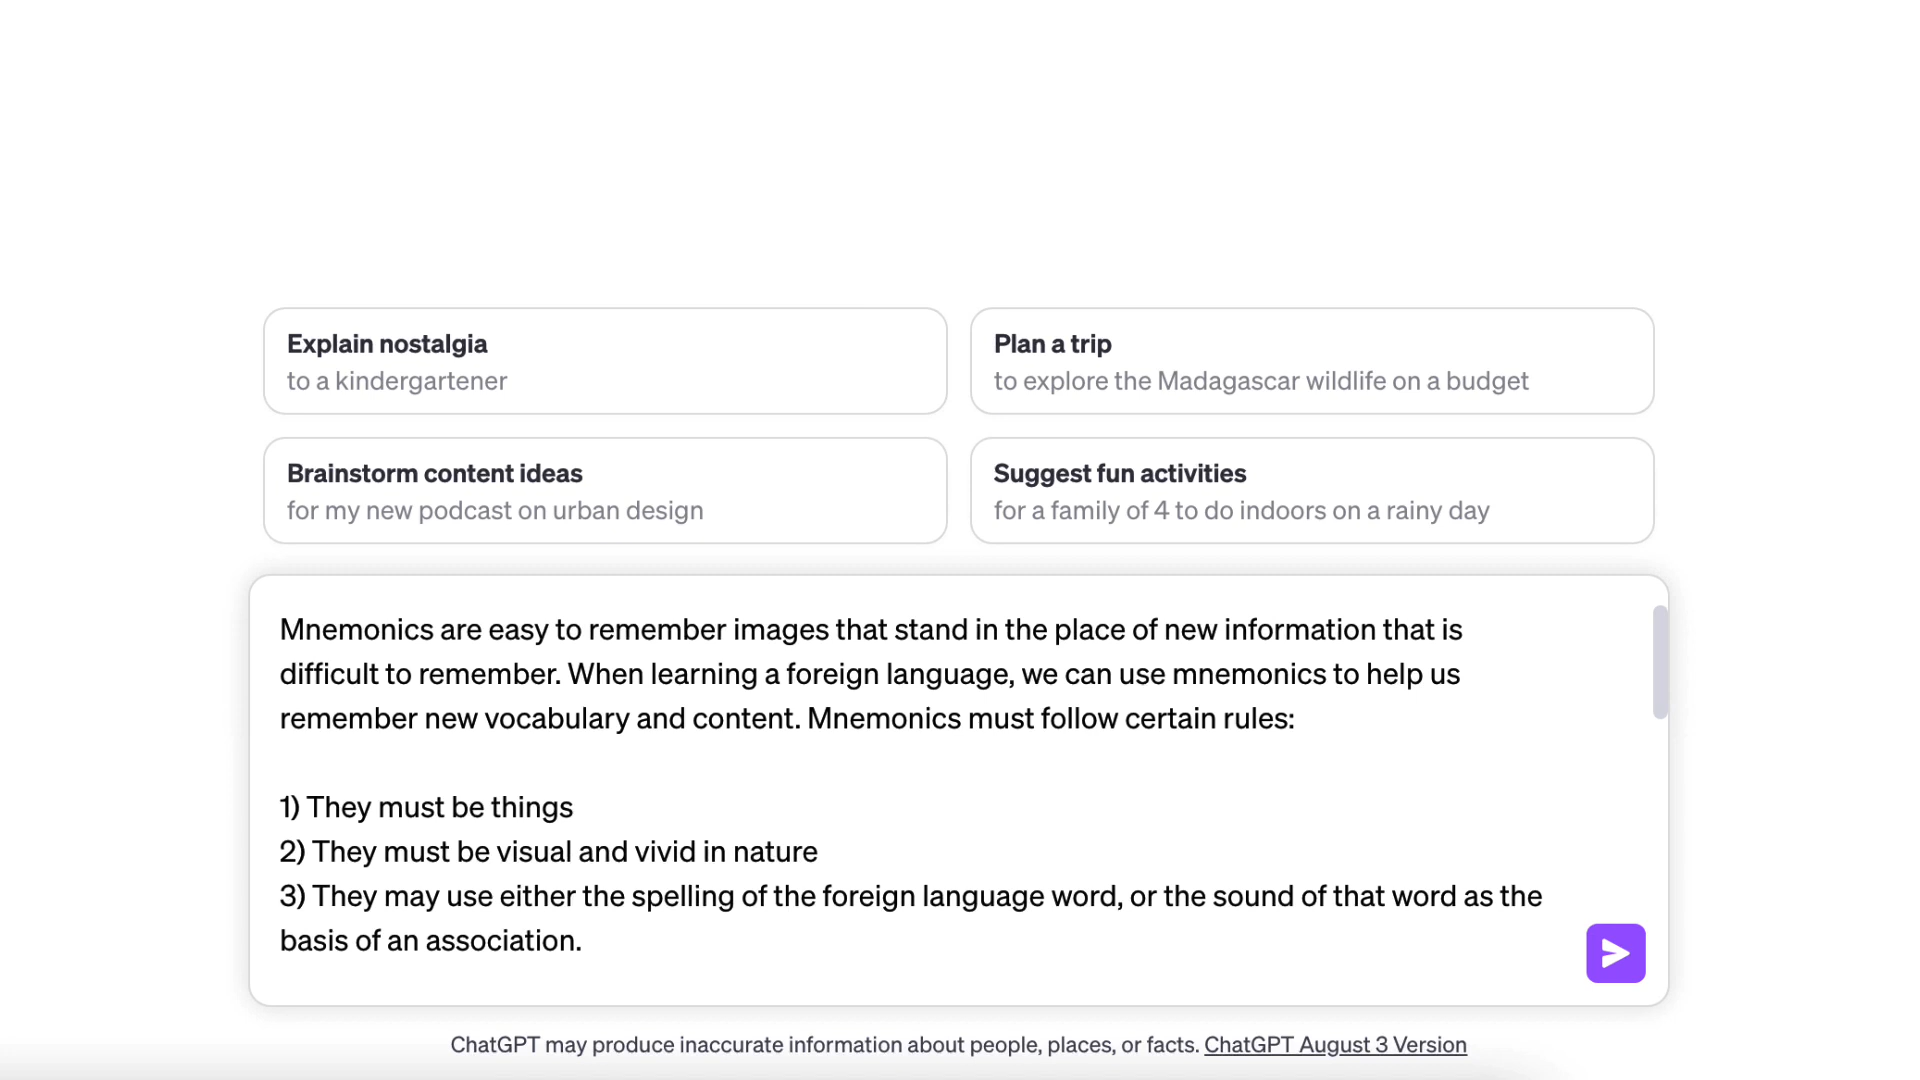 Explain nostalgia
to a kindergartener
Plan a trip
to explore the Madagascar wildlife on a budget
Brainstorm content ideas
for my new podcast on urban design
Suggest fun activities
for a family of 4 to do indoors on a rainy day
Mnemonics are easy to remember images that stand in the place of new information that is
difficult to remember. When learning a foreign language, we can use mnemonics to help us
remember new vocabulary and content. Mnemonics must follow certain rules:
1) They must be things
2) They must be visual and vivid in nature
3) They may use either the spelling of the foreign language word, or the sound of that word as the
basis of an association.
ChatGPT may produce inaccurate information about people, places, or facts. ChatGPT August 3 Version